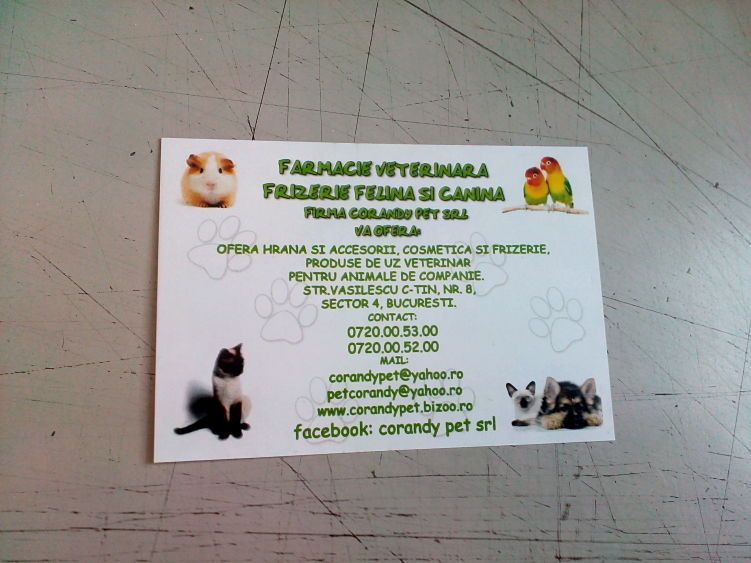 FARMACIE VETERINARA
FRIZERIE FELINA SI CANINA
FIRMA CORANDY PET SRL
VA OFERA:
OFERA HRANA SI ACCESORII, COSMETICA SI FRIZERIE,
PRODUSE DE UZ VETERINAR
PENTRU ANIMALE DE COMPANIE.
STR.VASILESCU C-TIN, NR. 8,
SECTOR 4, BUCURESTI.
CONTACT:
0720.00.53.00
0720.00.52.00
MAIL:
corandypet@yahoo.ro
petcorandy@yahoo.ro
www.corandypet.bizoo.ro
facebook: corandy pet srl